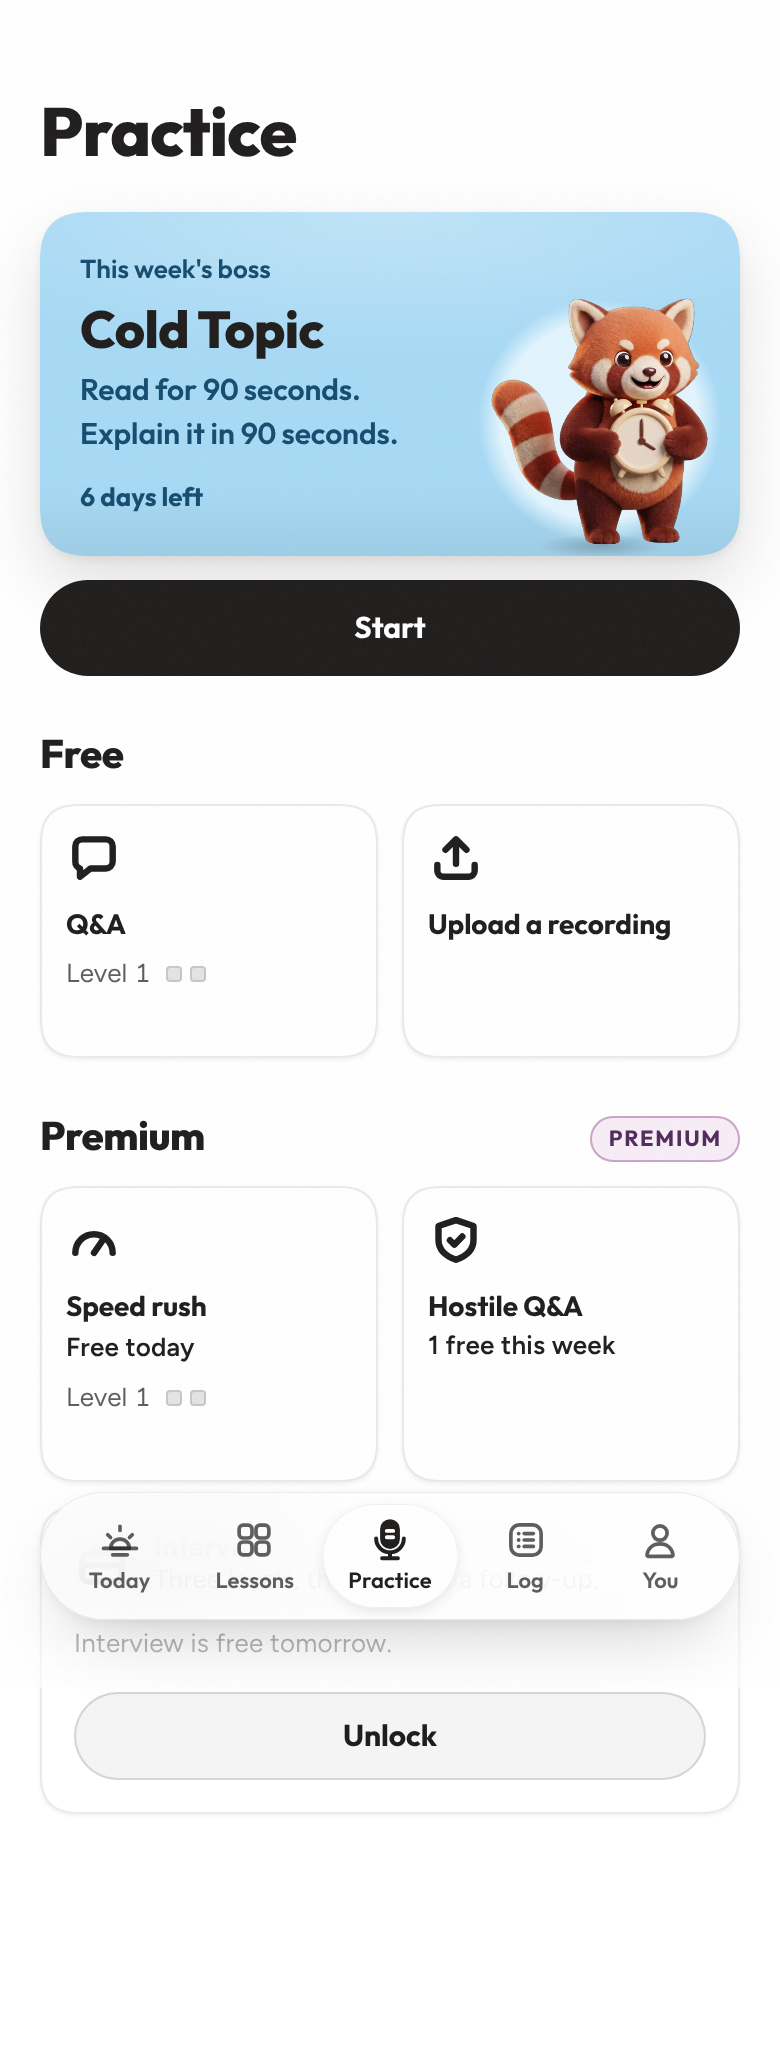 Practice
This week's boss
Cold Topic
Read for 90 seconds.
Explain it in 90 seconds.
6 days left
Start
Free
Q&A
Level 1
Upload a recording
Premium
PREMIUM
Speed rush
Free today
Level 1
Hostile Q&A
1 free this week
Today
Lessons
Practice
Log
You
Interview is free tomorrow.
Unlock